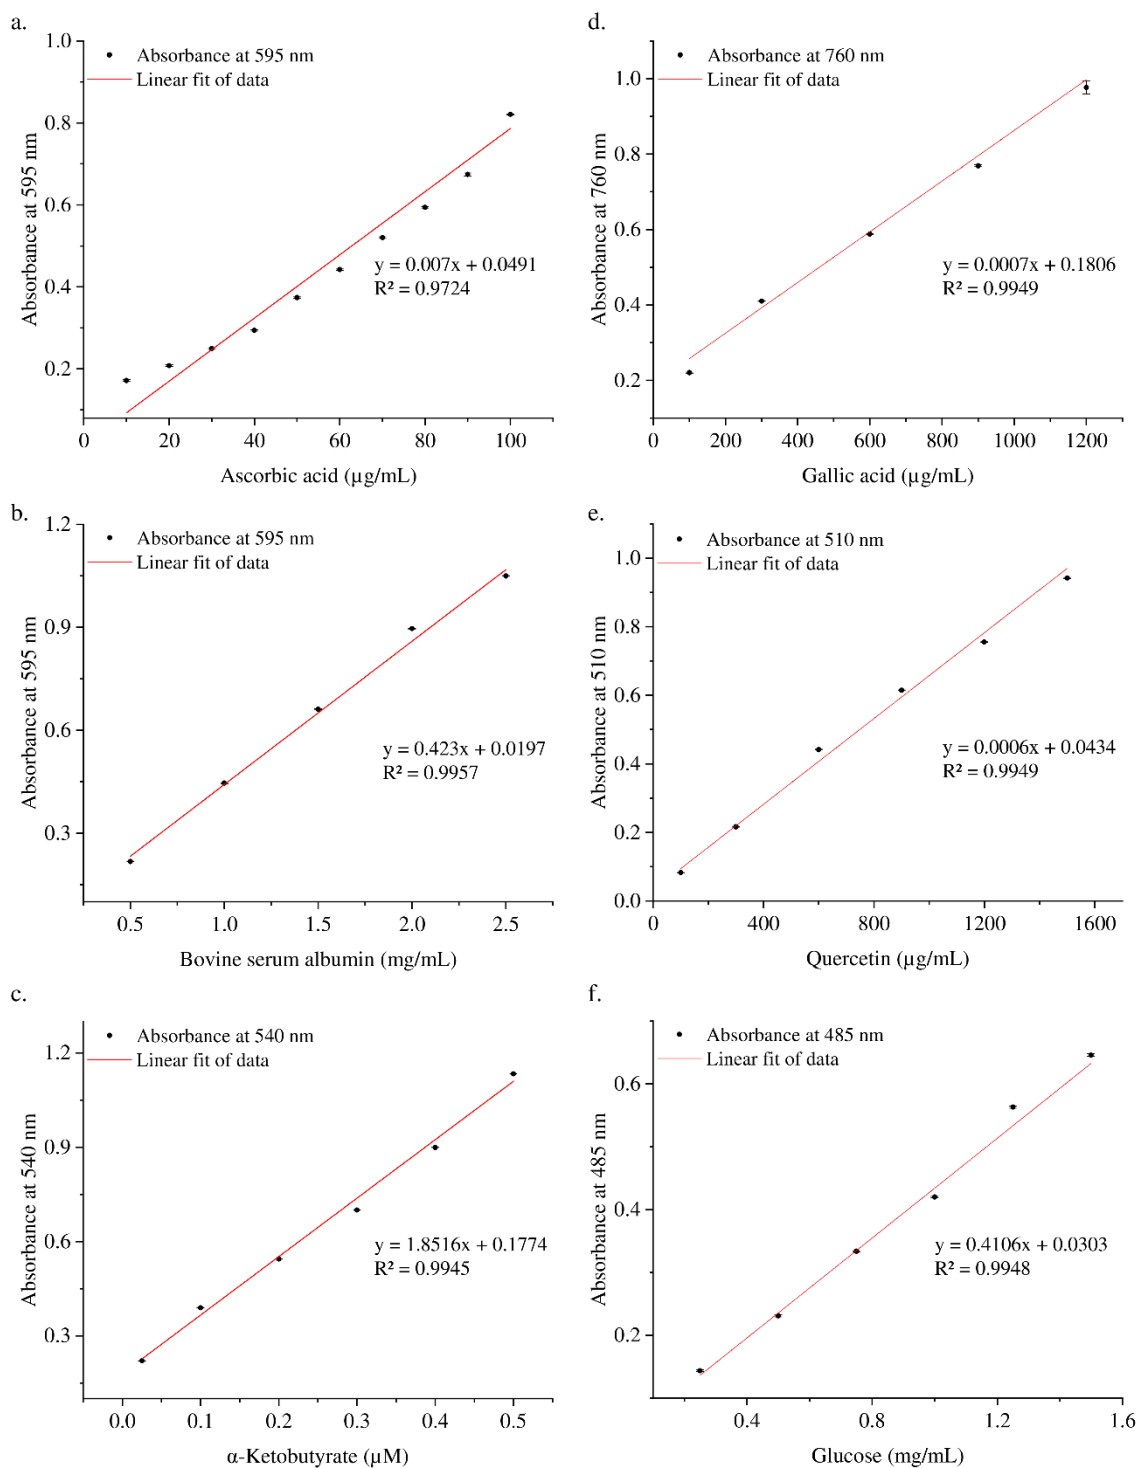 a.
Absorbance at 595 nm
Linear fit of data
1.0
0.8
0.6
0.4
0.2
Absorbance at 595 nm
y = 0.007x + 0.0491
R² = 0.9724
0 20 40 60 80 100
Ascorbic acid (µg/mL)
d.
Absorbance at 760 nm
Linear fit of data
1.0
0.8
0.6
0.4
0.2
Absorbance at 760 nm
y = 0.0007x + 0.1806
R² = 0.9949
0 200 400 600 800 1000 1200
Gallic acid (µg/mL)
b.
Absorbance at 595 nm
Linear fit of data
1.2
0.9
0.6
0.3
Absorbance at 595 nm
y = 0.423x + 0.0197
R² = 0.9957
0.5 1.0 1.5 2.0 2.5
Bovine serum albumin (mg/mL)
e.
Absorbance at 510 nm
Linear fit of data
1.0
0.8
0.6
0.4
0.2
0.0
Absorbance at 510 nm
y = 0.0006x + 0.0434
R² = 0.9949
0 400 800 1200 1600
Quercetin (µg/mL)
c.
Absorbance at 540 nm
Linear fit of data
1.2
0.9
0.6
0.3
Absorbance at 540 nm
y = 1.8516x + 0.1774
R² = 0.9945
0.0 0.1 0.2 0.3 0.4 0.5
α-Ketobutyrate (µM)
f.
Absorbance at 485 nm
Linear fit of data
0.6
0.4
0.2
Absorbance at 485 nm
y = 0.4106x + 0.0303
R² = 0.9948
0.4 0.8 1.2 1.6
Glucose (mg/mL)